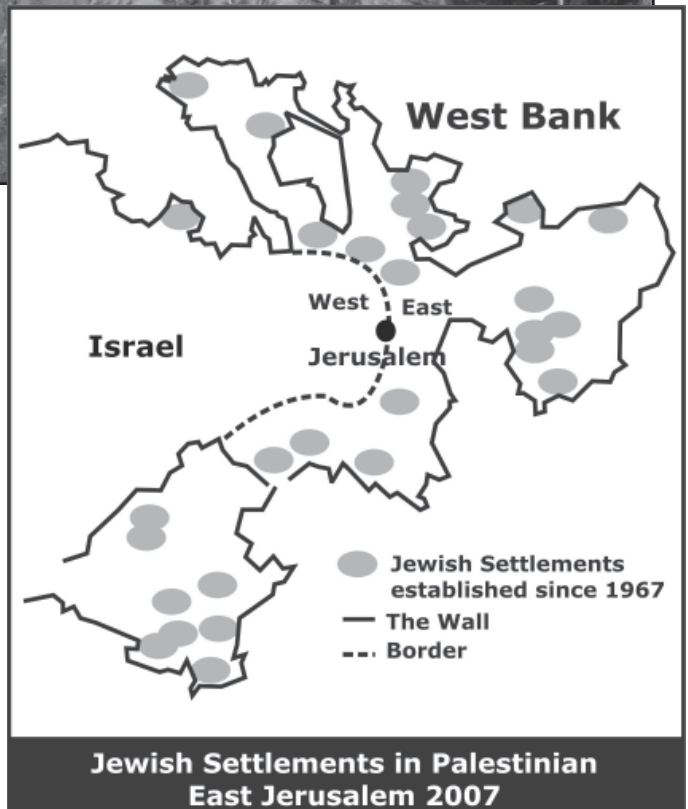 West Bank
West
East
Israel
Jerusalem
Jewish Settlements
established since 1967
The Wall
Border
Jewish Settlements in Palestinian
East Jerusalem 2007